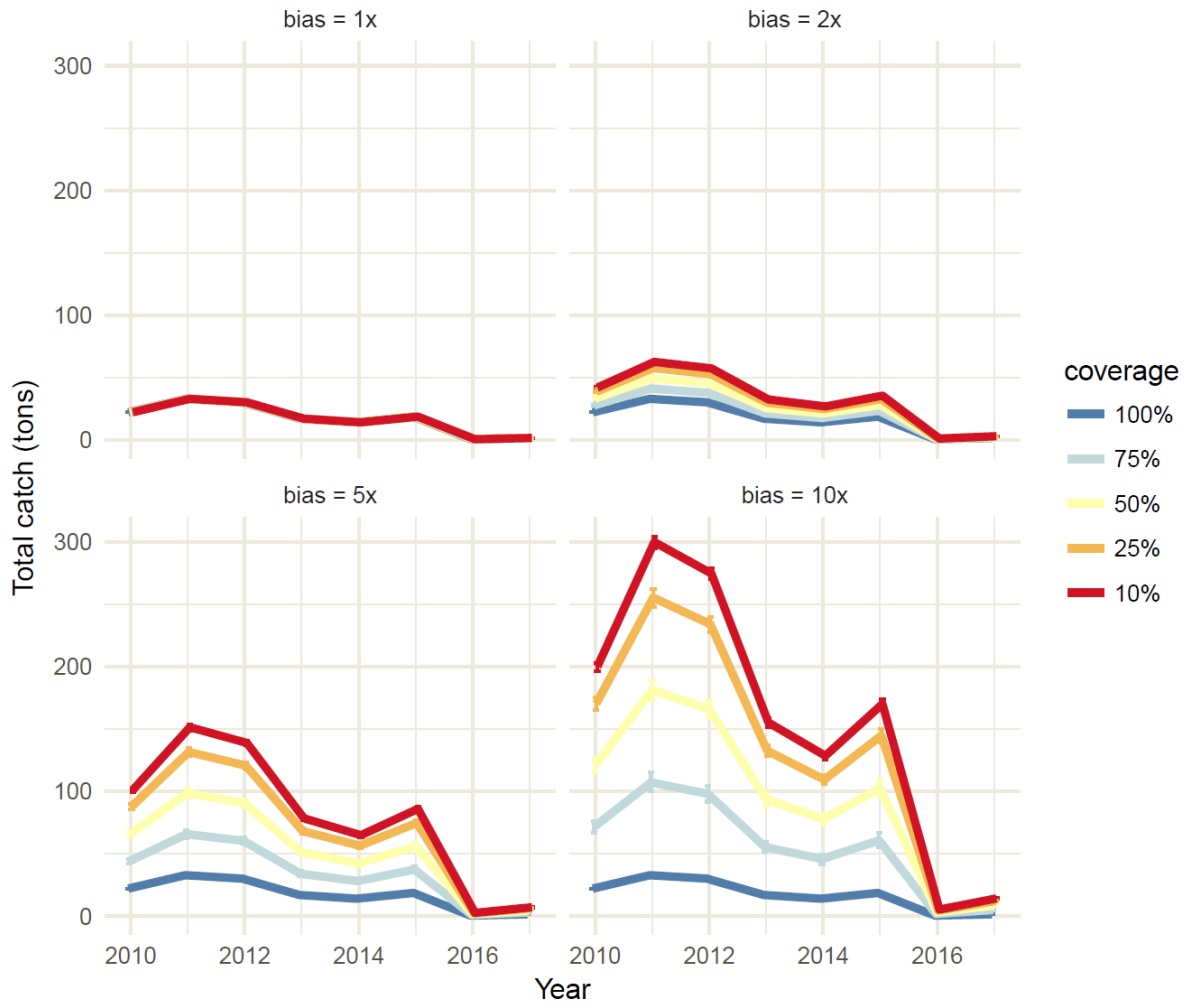 bias = 1x
bias = 2x
300
200
100
0
bias = 5x
bias = 10x
300
200
100
0
2010 2012 2014 2016
2010 2012 2014 2016
Year
Total catch (tons)
coverage
100%
75%
50%
25%
10%